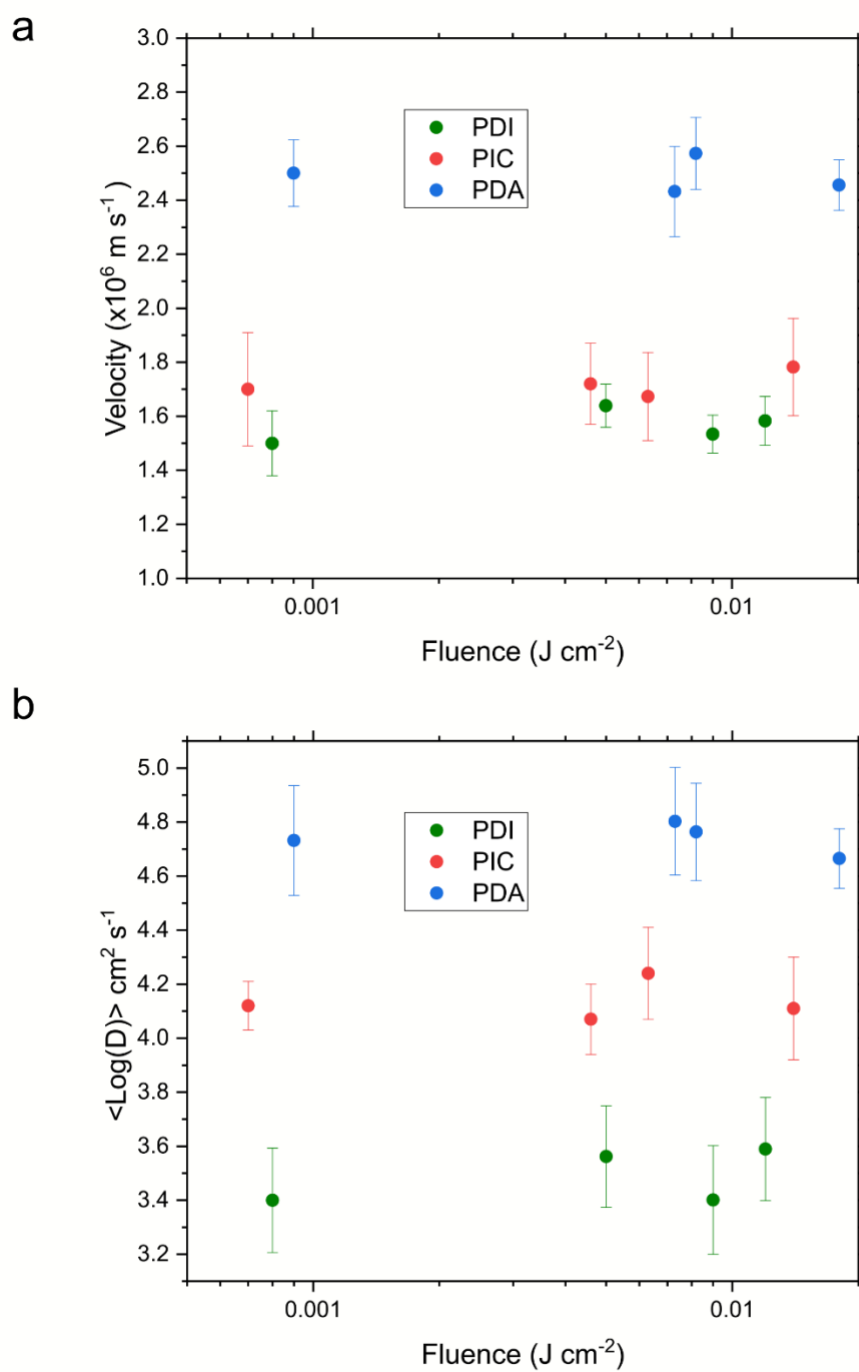 a
3.0
2.8
2.6
2.4
2.2
2.0
1.8
1.6
1.4
1.2
1.0
Velocity (x10⁶ m s⁻¹)
PDI
PIC
PDA
0.001
0.01
Fluence (J cm⁻²)
b
5.0
4.8
4.6
4.4
4.2
4.0
3.8
3.6
3.4
3.2
<Log(D)> cm² s⁻¹
PDI
PIC
PDA
0.001
0.01
Fluence (J cm⁻²)